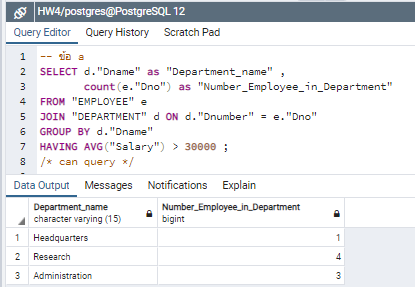 HW4/postgres@PostgreSQL 12
Query Editor Query History Scratch Pad
1 -- ข้อ a
2 SELECT d."Dname" as "Department_name" ,
3 count(e."Dno") as "Number_Employee_in_Department"
4 FROM "EMPLOYEE" e
5 JOIN "DEPARTMENT" d ON d."Dnumber" = e."Dno"
6 GROUP BY d."Dname"
7 HAVING AVG("Salary") > 30000 ;
8 /* can query */
Data Output Messages Notifications Explain
Department_name Number_Employee_in_Department
character varying (15) bigint
1 Headquarters 1
2 Research 4
3 Administration 3